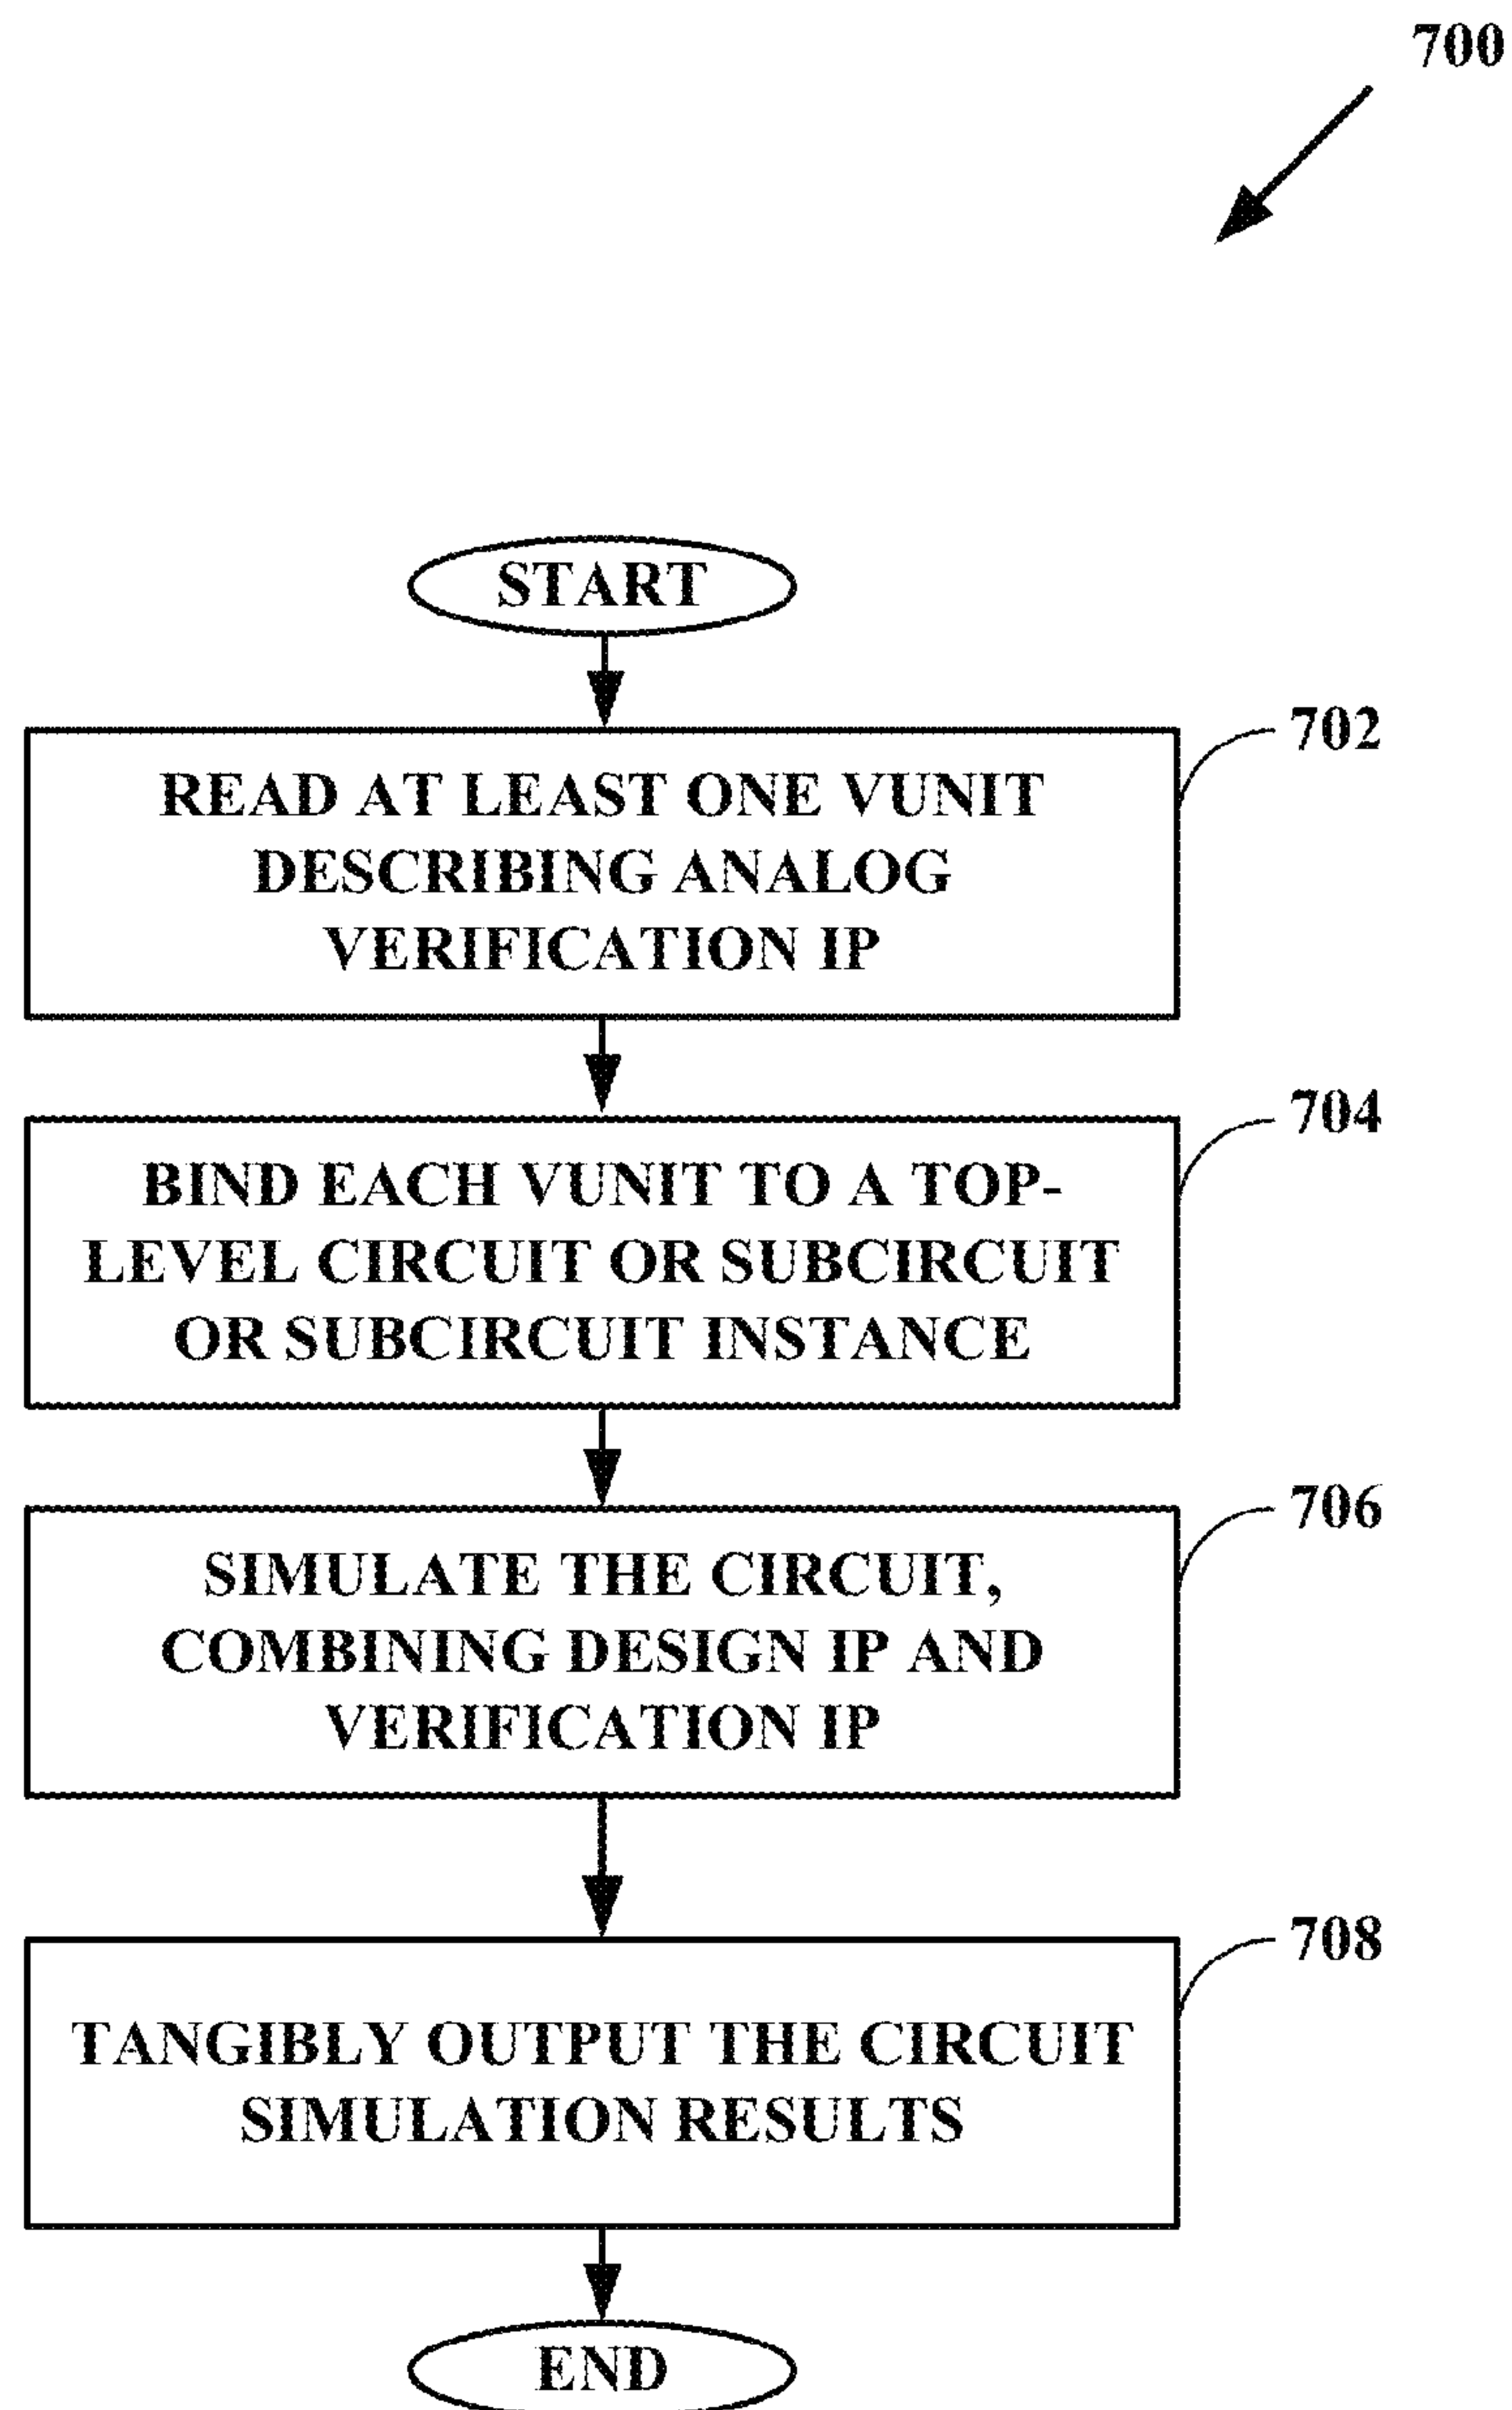 700
START
702
READ AT LEAST ONE VUNIT
DESCRIBING ANALOG
VERIFICATION IP
704
BIND EACH VUNIT TO A TOP-
LEVEL CIRCUIT OR SUBCIRCUIT
OR SUBCIRCUIT INSTANCE
706
SIMULATE THE CIRCUIT,
COMBINING DESIGN IP AND
VERIFICATION IP
708
TANGIBLY OUTPUT THE CIRCUIT
SIMULATION RESULTS
END